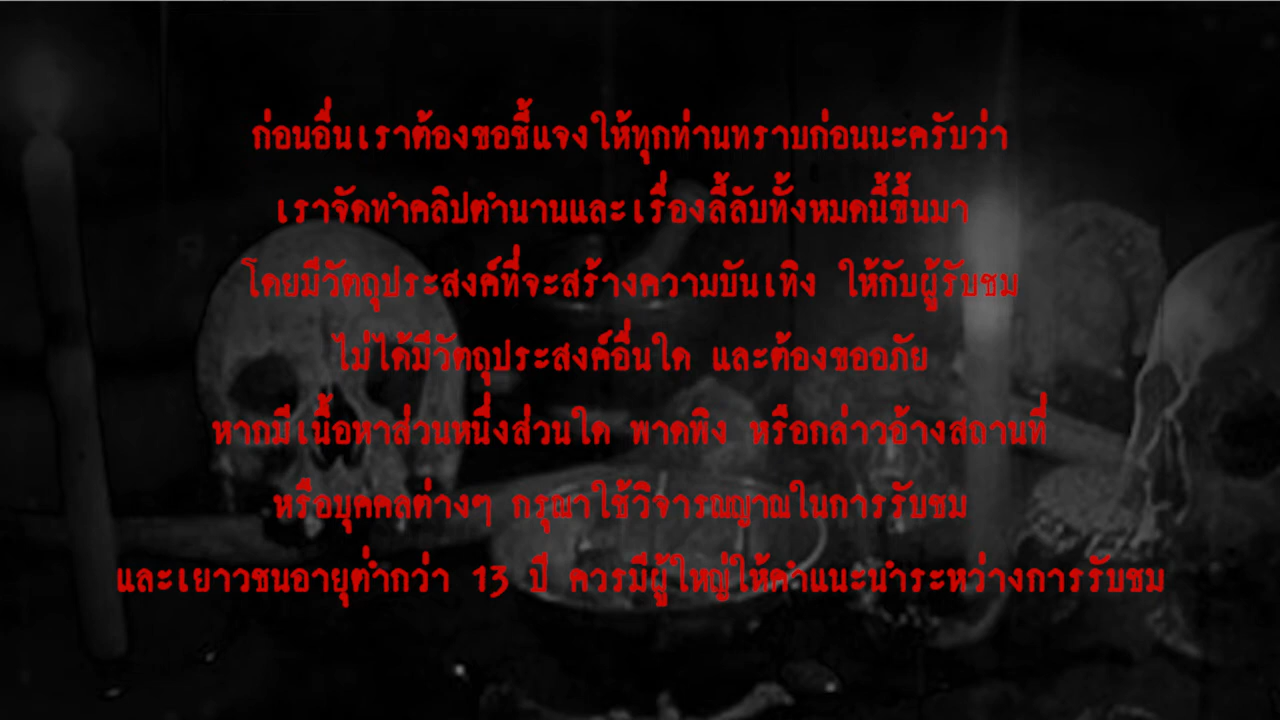 ก่อนอื่นเราต้องขอชี้แจงให้ทุกท่านทราบก่อนนะครับว่า
เราจัดทำคลิปตำนานและเรื่องลี้ลับทั้งหมดนี้ขึ้นมา
โดยมีวัตถุประสงค์ที่จะสร้างความบันเทิง ให้กับผู้รับชม
ไม่ได้มีวัตถุประสงค์อื่นใด และต้องขออภัย
หากมีเนื้อหาส่วนหนึ่งส่วนใด พาดพิง หรือกล่าวอ้างสถานที่
หรือบุคคลต่างๆ กรุณาใช้วิจารณญาณในการรับชม
และเยาวชนอายุต่ำกว่า 13 ปี ควรมีผู้ใหญ่ให้คำแนะนำระหว่างการรับชม